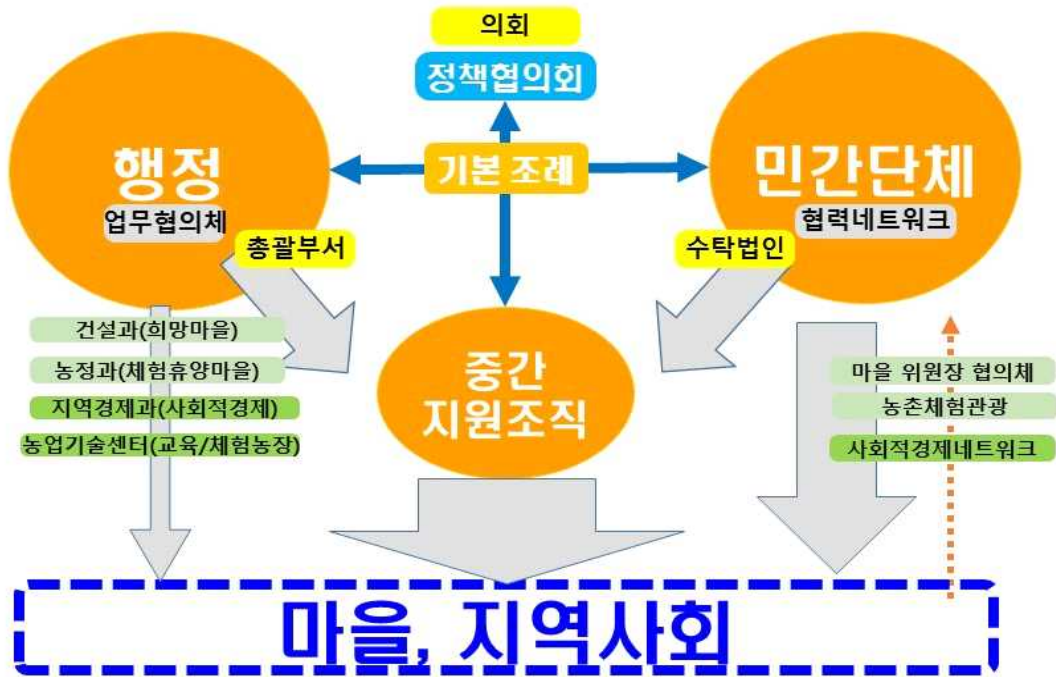 의회
정책협의회
행정
업무협의체
기본 조례
민간단체
협력네트워크
총괄부서
수탁법인
건설과(희망마을)
농정과(체험휴양마을)
지역경제과(사회적경제)
농업기술센터(교육/체험농장)
중간
지원조직
마을 위원장 협의체
농촌체험관광
사회적경제네트워크
마을, 지역사회